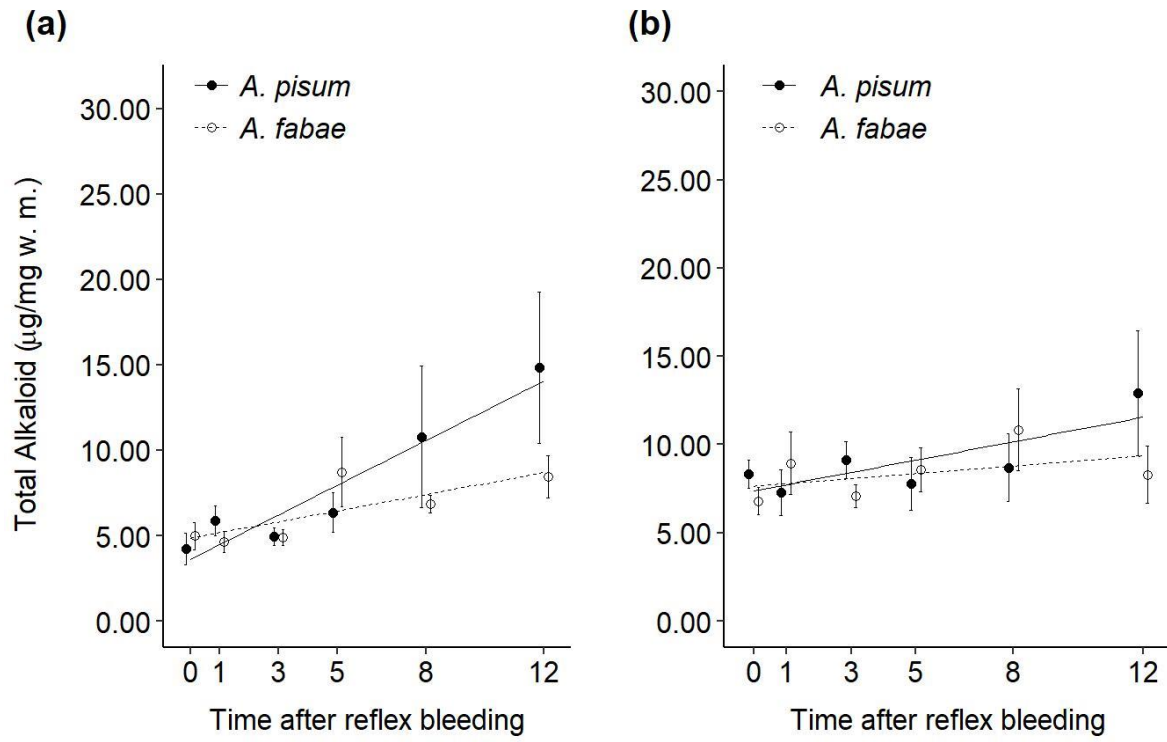 (a)
A. pisum
A. fabae
30.00
25.00
20.00
15.00
10.00
5.00
0.00
0 1 3 5 8 12
Time after reflex bleeding
Total Alkaloid (μg/mg w. m.)
(b)
A. pisum
A. fabae
30.00
25.00
20.00
15.00
10.00
5.00
0.00
0 1 3 5 8 12
Time after reflex bleeding